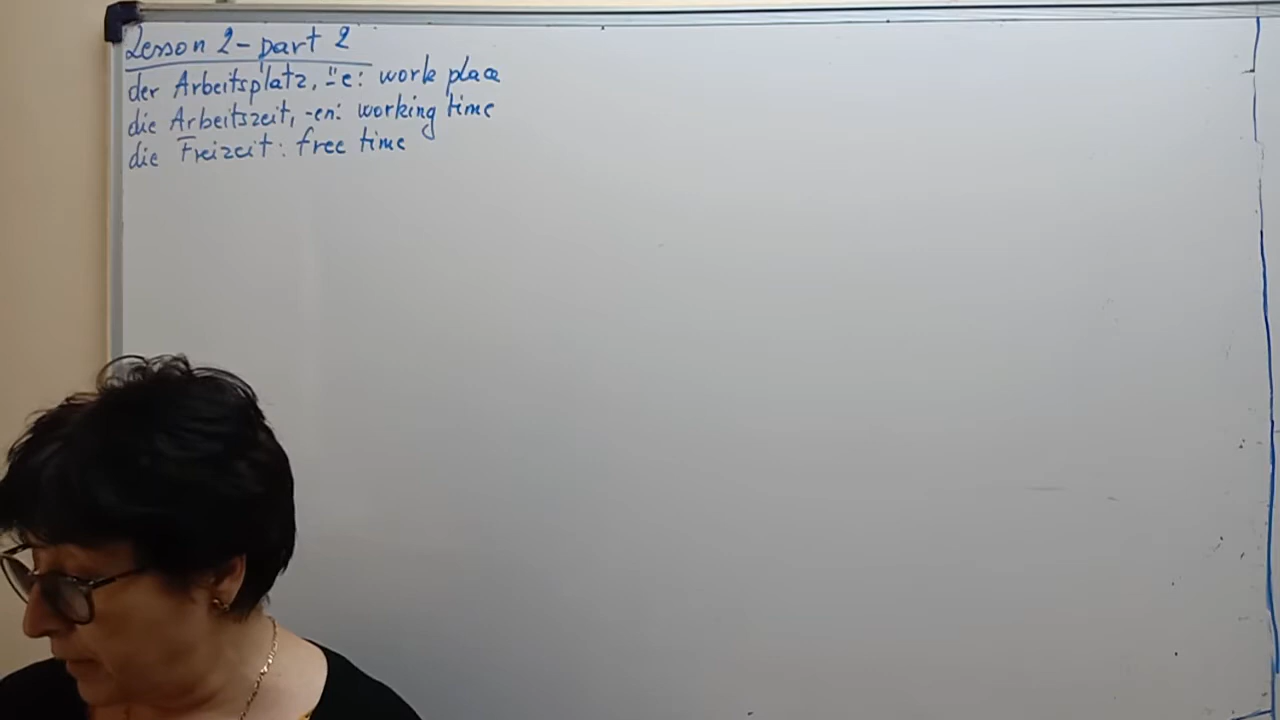 Lesson 2 - part 2
der Arbeitsplatz, ⸚e: work place
die Arbeitszeit, -en: working time
die Freizeit: free time